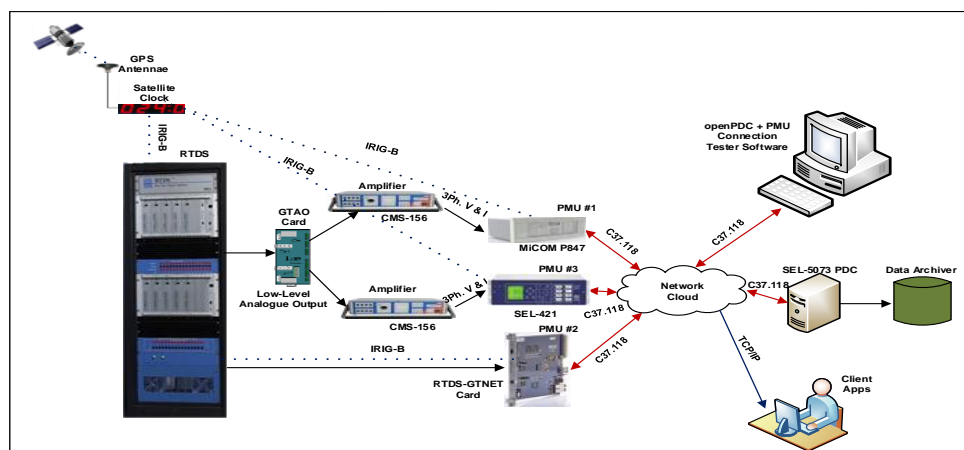 GPS
Antennae
Satellite
Clock
IRIG-B
RTDS
IRIG-B
IRIG-B
Amplifier
CMS-156
3Ph. V & I
GTAO
Card
Low-Level
Analogue Output
Amplifier
CMS-156
3Ph. V & I
PMU #1
MiCOM P847
PMU #3
SEL-421
PMU #2
IRIG-B
RTDS-GTNET
Card
C37.118
C37.118
C37.118
Network
Cloud
openPDC + PMU
Connection
Tester Software
C37.118
SEL-5073 PDC
C37.118
Data Archiver
TCP/IP
Client
Apps